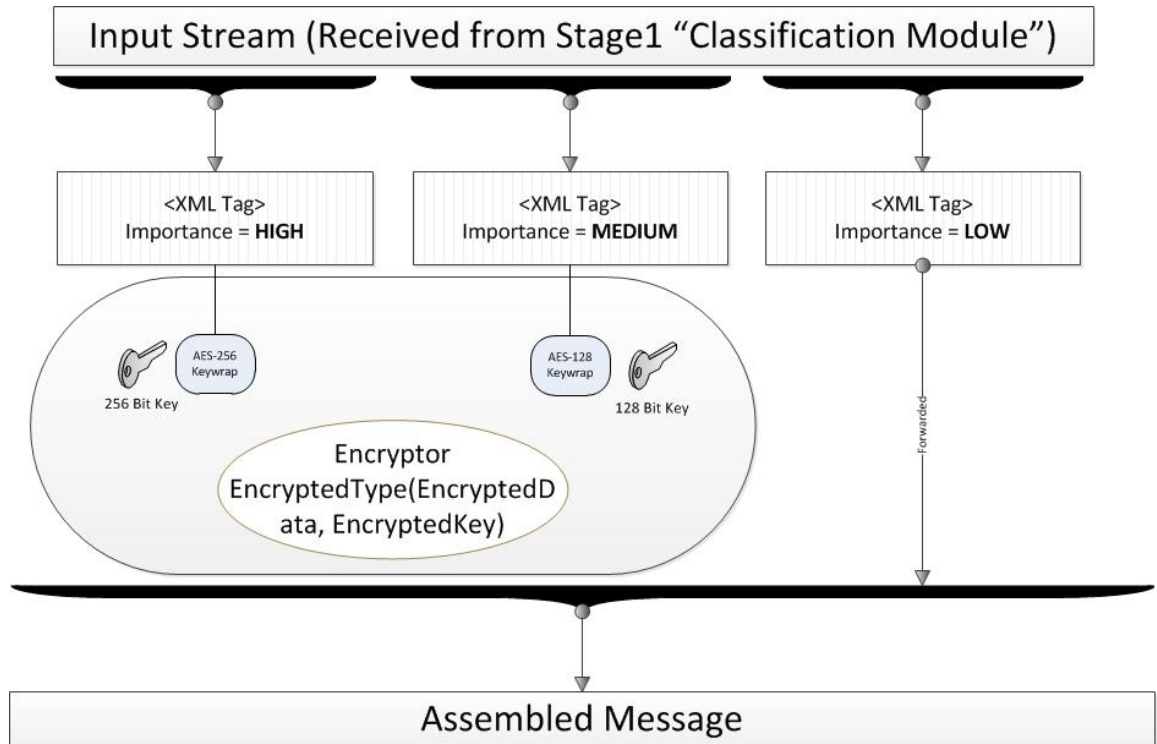 Input Stream (Received from Stage1 “Classification Module”)
<XML Tag>
Importance = HIGH
<XML Tag>
Importance = MEDIUM
<XML Tag>
Importance = LOW
AES-256
Keywrap
256 Bit Key
AES-128
Keywrap
128 Bit Key
Forwarded
Encryptor
EncryptedType(EncryptedD
ata, EncryptedKey)
Assembled Message